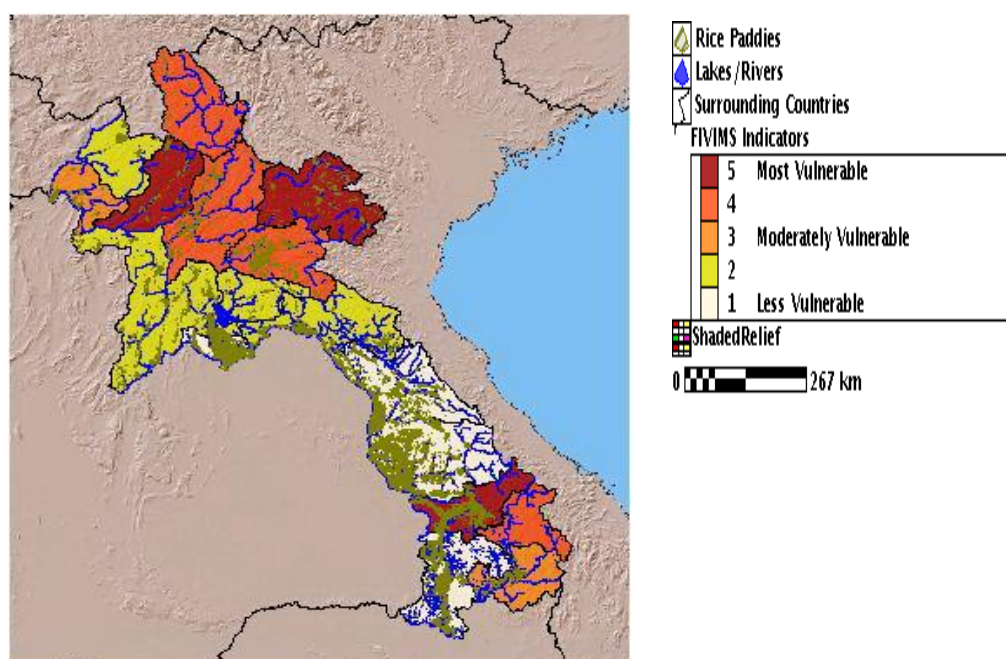 Rice Paddies
Lakes/Rivers
Surrounding Countries
FIVIMS Indicators
5 Most Vulnerable
4
3 Moderately Vulnerable
2
1 Less Vulnerable
ShadedRelief
0 267 km